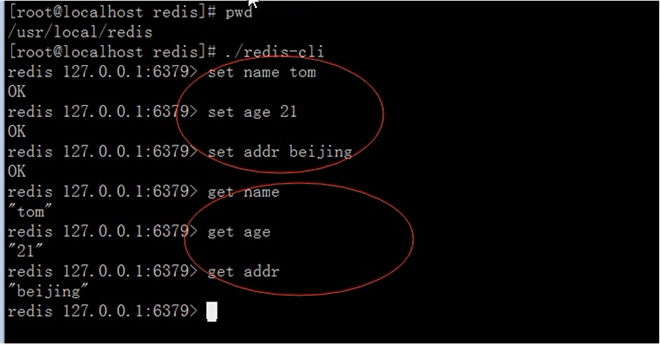 [root@localhost redis]# pwd
/usr/local/redis
[root@localhost redis]# ./redis-cli
redis 127.0.0.1:6379> set name tom
OK
redis 127.0.0.1:6379> set age 21
OK
redis 127.0.0.1:6379> set addr beijing
OK
redis 127.0.0.1:6379> get name
"tom"
redis 127.0.0.1:6379> get age
"21"
redis 127.0.0.1:6379> get addr
"beijing"
redis 127.0.0.1:6379>